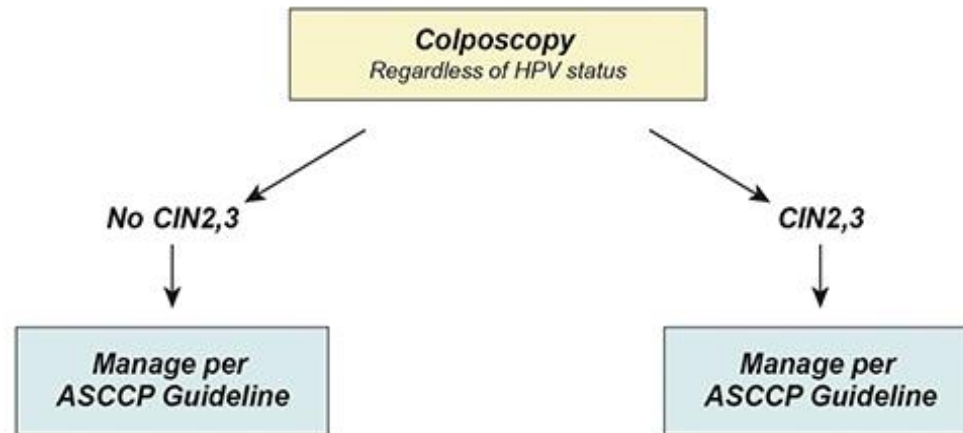 Colposcopy
Regardless of HPV status
No CIN2,3
CIN2,3
Manage per
ASCCP Guideline
Manage per
ASCCP Guideline